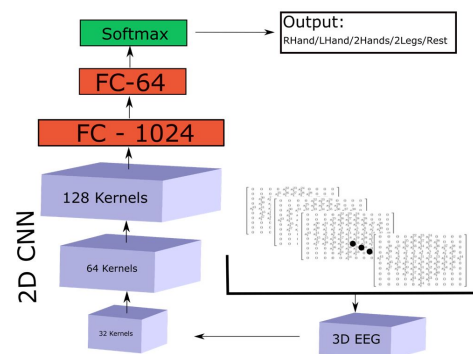 Softmax
Output:
RHand/LHand/2Hands/2Legs/Rest
FC-64
FC - 1024
128 Kernels
2D CNN
64 Kernels
32 Kernels
3D EEG